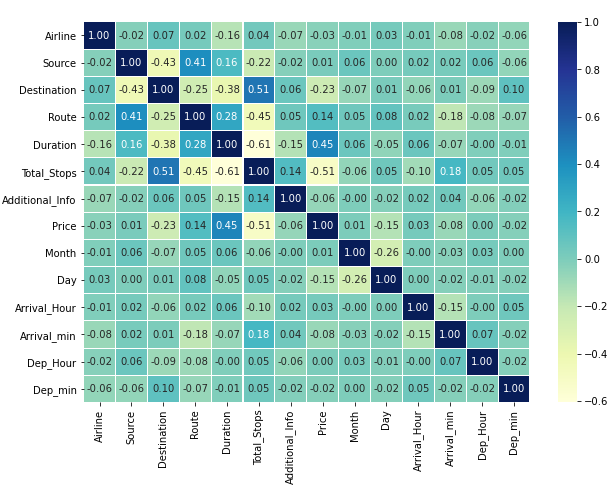 1.0
Airline 1.00 -0.02 0.07 0.02 -0.16 0.04 -0.07 -0.03 -0.01 0.03 -0.01 -0.08 -0.02 -0.06
Source -0.02 1.00 -0.43 0.41 0.16 -0.22 -0.02 0.01 0.06 0.00 0.02 0.02 0.06 -0.06
0.8
Destination 0.07 -0.43 1.00 -0.25 -0.38 0.51 0.06 -0.23 -0.07 0.01 -0.06 0.01 -0.09 0.10
0.6
Route 0.02 0.41 -0.25 1.00 0.28 -0.45 0.05 0.14 0.05 0.08 0.02 -0.18 -0.08 -0.07
Duration -0.16 0.16 -0.38 0.28 1.00 -0.61 -0.15 0.45 0.06 -0.05 0.06 -0.07 -0.00 -0.01
0.4
Total_Stops 0.04 -0.22 0.51 -0.45 -0.61 1.00 0.14 -0.51 -0.06 0.05 -0.10 0.18 0.05 0.05
Additional_Info -0.07 -0.02 0.06 0.05 -0.15 0.14 1.00 -0.06 -0.00 -0.02 0.02 0.04 -0.06 -0.02
0.2
Price -0.03 0.01 -0.23 0.14 0.45 -0.51 -0.06 1.00 0.01 -0.15 0.03 -0.08 0.00 -0.02
0.0
Month -0.01 0.06 -0.07 0.05 0.06 -0.06 -0.00 0.01 1.00 -0.26 -0.00 -0.03 0.03 0.00
Day 0.03 0.00 0.01 0.08 -0.05 0.05 -0.02 -0.15 -0.26 1.00 0.00 -0.02 -0.01 -0.02
−0.2
Arrival_Hour -0.01 0.02 -0.06 0.02 0.06 -0.10 0.02 0.03 -0.00 0.00 1.00 -0.15 -0.00 0.05
Arrival_min -0.08 0.02 0.01 -0.18 -0.07 0.18 0.04 -0.08 -0.03 -0.02 -0.15 1.00 0.07 -0.02
−0.4
Dep_Hour -0.02 0.06 -0.09 -0.08 -0.00 0.05 -0.06 0.00 0.03 -0.01 -0.00 0.07 1.00 -0.02
Dep_min -0.06 -0.06 0.10 -0.07 -0.01 0.05 -0.02 -0.02 0.00 -0.02 0.05 -0.02 -0.02 1.00
−0.6
Airline
Source
Destination
Route
Duration
Total_Stops
Additional_Info
Price
Month
Day
Arrival_Hour
Arrival_min
Dep_Hour
Dep_min